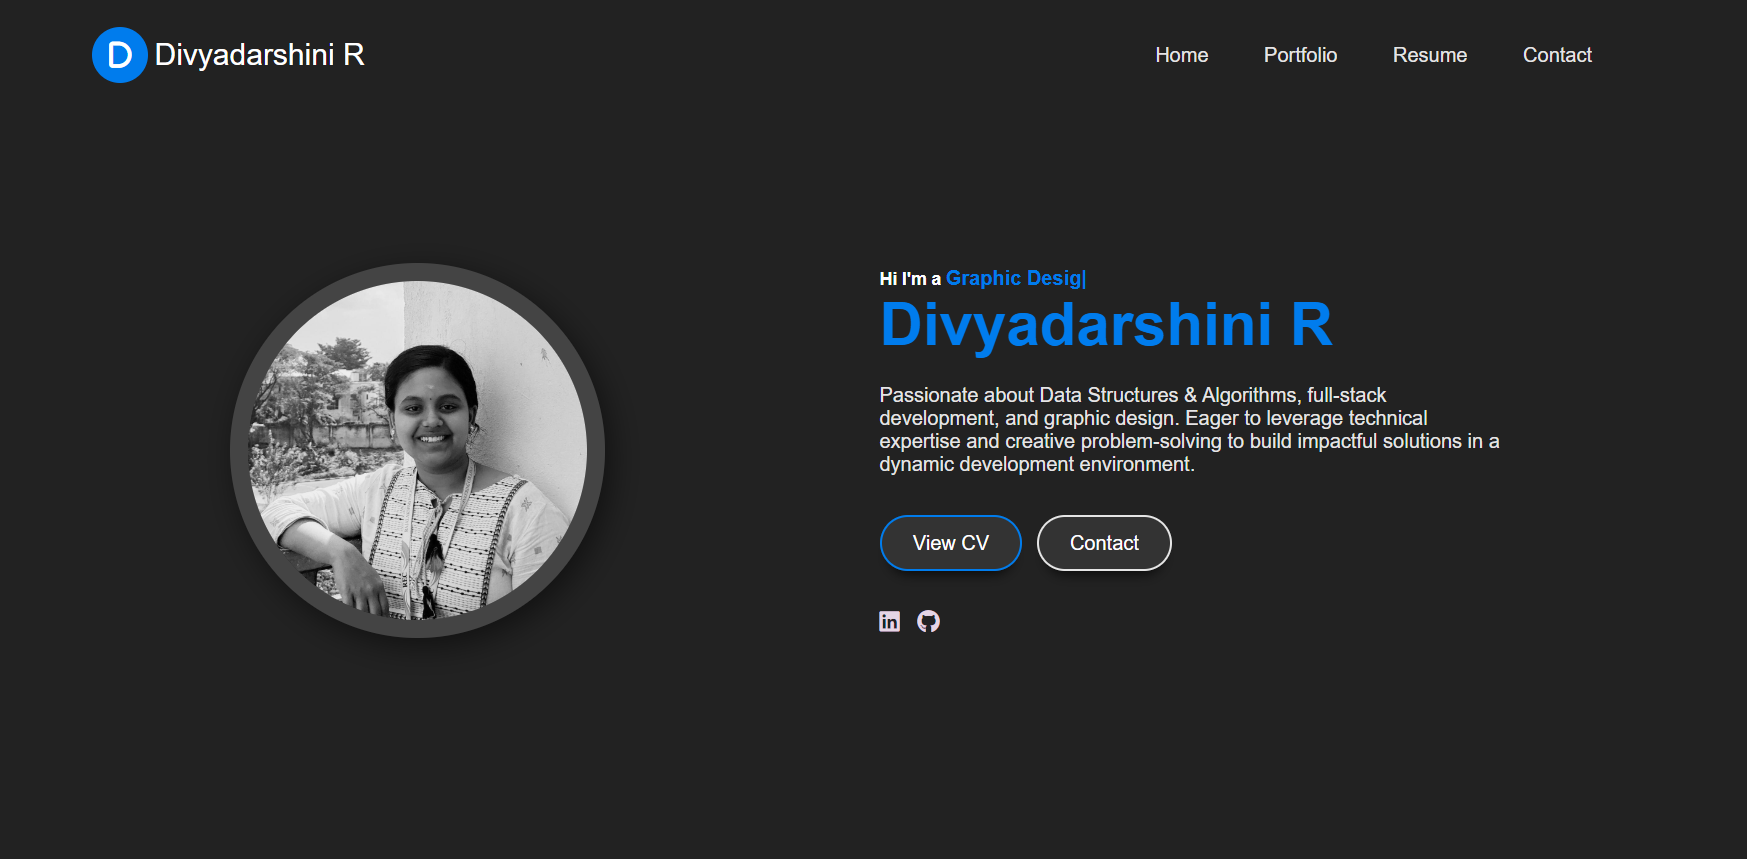 D Divyadarshini R
Home Portfolio Resume Contact
Hi I'm a Graphic Desig|
Divyadarshini R
Passionate about Data Structures & Algorithms, full-stack
development, and graphic design. Eager to leverage technical
expertise and creative problem-solving to build impactful solutions in a
dynamic development environment.
View CV Contact
in